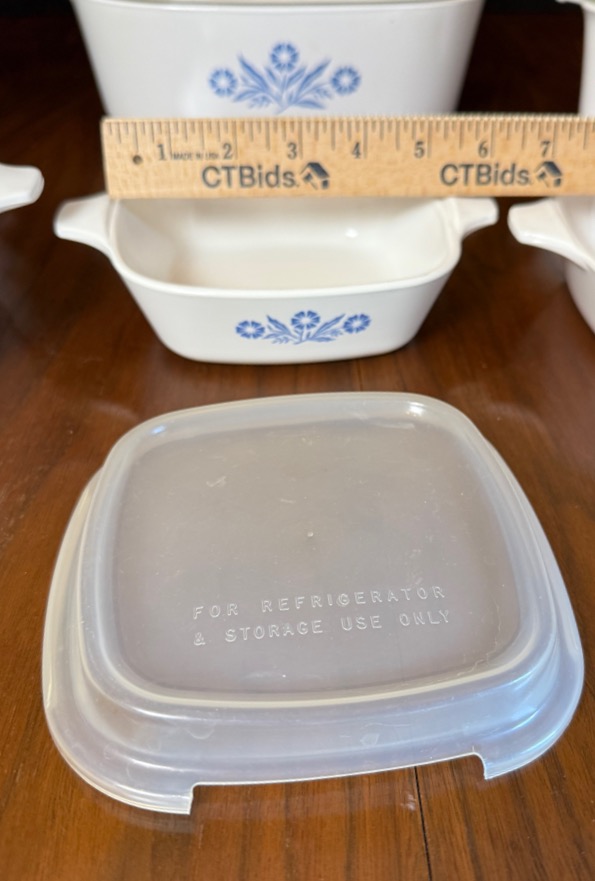 1 MADE IN USA 2 3 4 5 6 7
CTBids. CTBids.
FOR REFRIGERATOR
& STORAGE USE ONLY